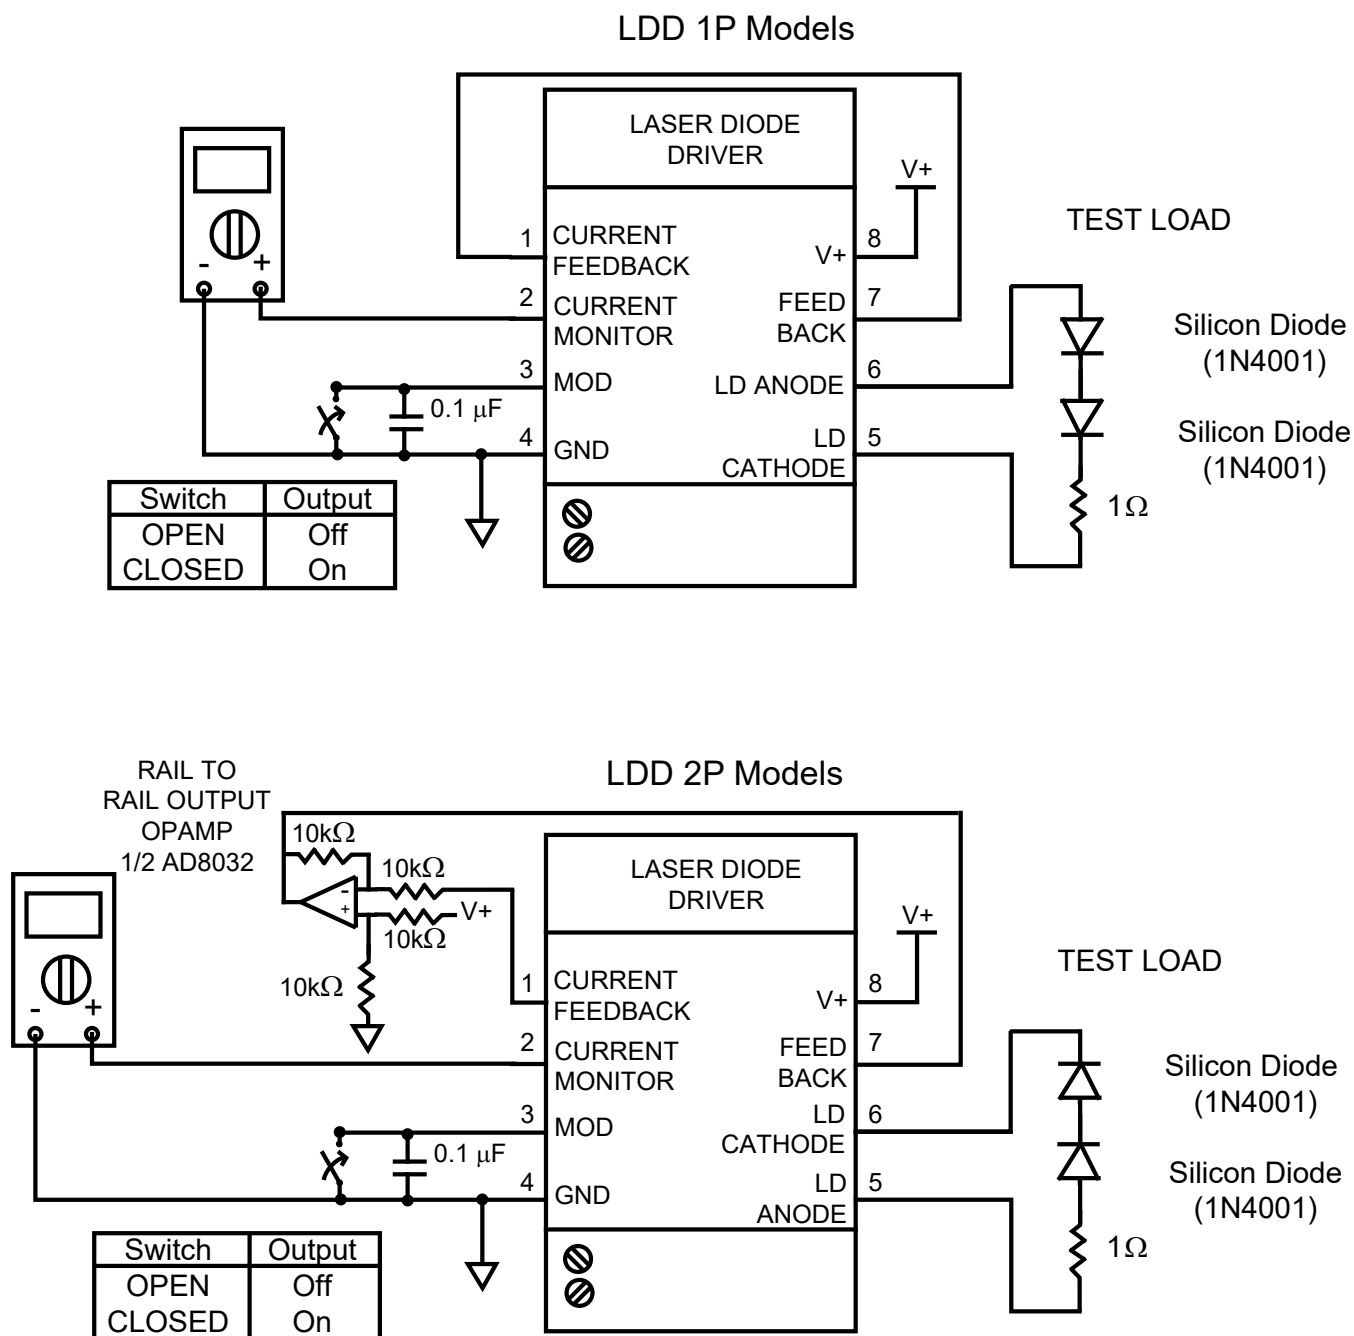 LDD 1P Models
LASER DIODE
DRIVER
V+
TEST LOAD
- +
1 CURRENT
FEEDBACK
V+ 8
2 CURRENT
MONITOR
FEED 7
BACK
Silicon Diode
(1N4001)
3 MOD
LD ANODE 6
0.1 μF
4 GND
LD 5
CATHODE
Silicon Diode
(1N4001)
1Ω
Switch Output
OPEN Off
CLOSED On
LDD 2P Models
RAIL TO
RAIL OUTPUT
OPAMP
1/2 AD8032
10kΩ
10kΩ
-
+
V+
10kΩ
10kΩ
LASER DIODE
DRIVER
V+
TEST LOAD
- +
1 CURRENT
FEEDBACK
V+ 8
2 CURRENT
MONITOR
FEED 7
BACK
Silicon Diode
(1N4001)
3 MOD
LD 6
CATHODE
0.1 μF
4 GND
LD 5
ANODE
Silicon Diode
(1N4001)
1Ω
Switch Output
OPEN Off
CLOSED On